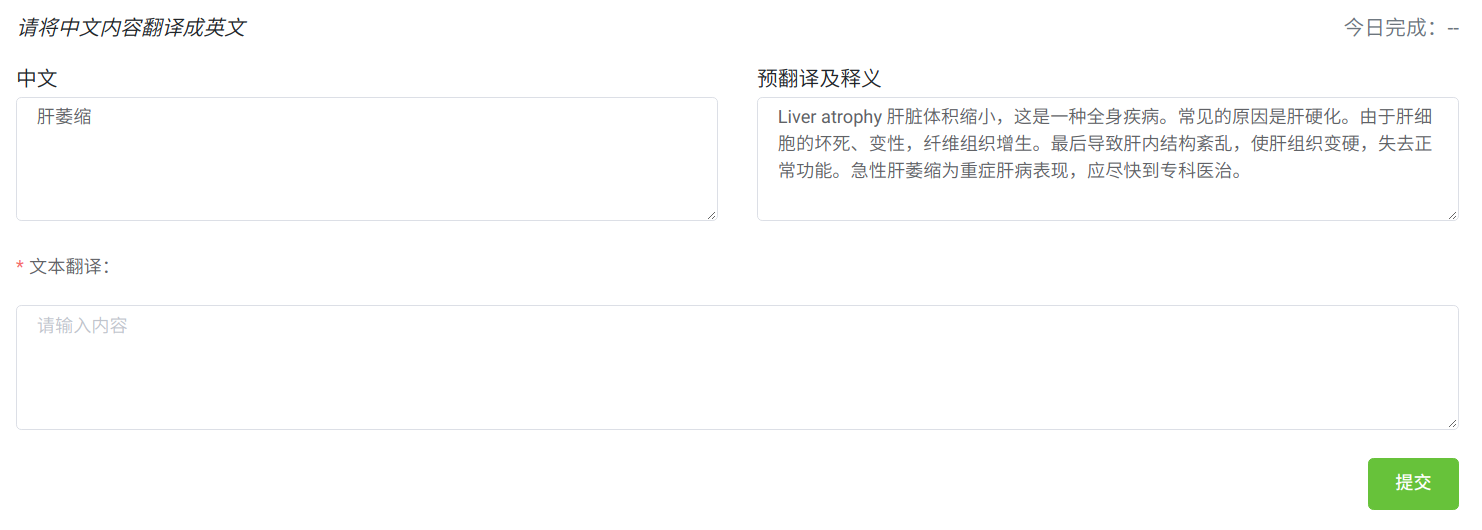 请将中文内容翻译成英文
今日完成：--
中文
预翻译及释义
肝萎缩
Liver atrophy 肝脏体积缩小，这是一种全身疾病。常见的原因是肝硬化。由于肝细
胞的坏死、变性，纤维组织增生。最后导致肝内结构紊乱，使肝组织变硬，失去正
常功能。急性肝萎缩为重症肝病表现，应尽快到专科医治。
* 文本翻译：
请输入内容
提交